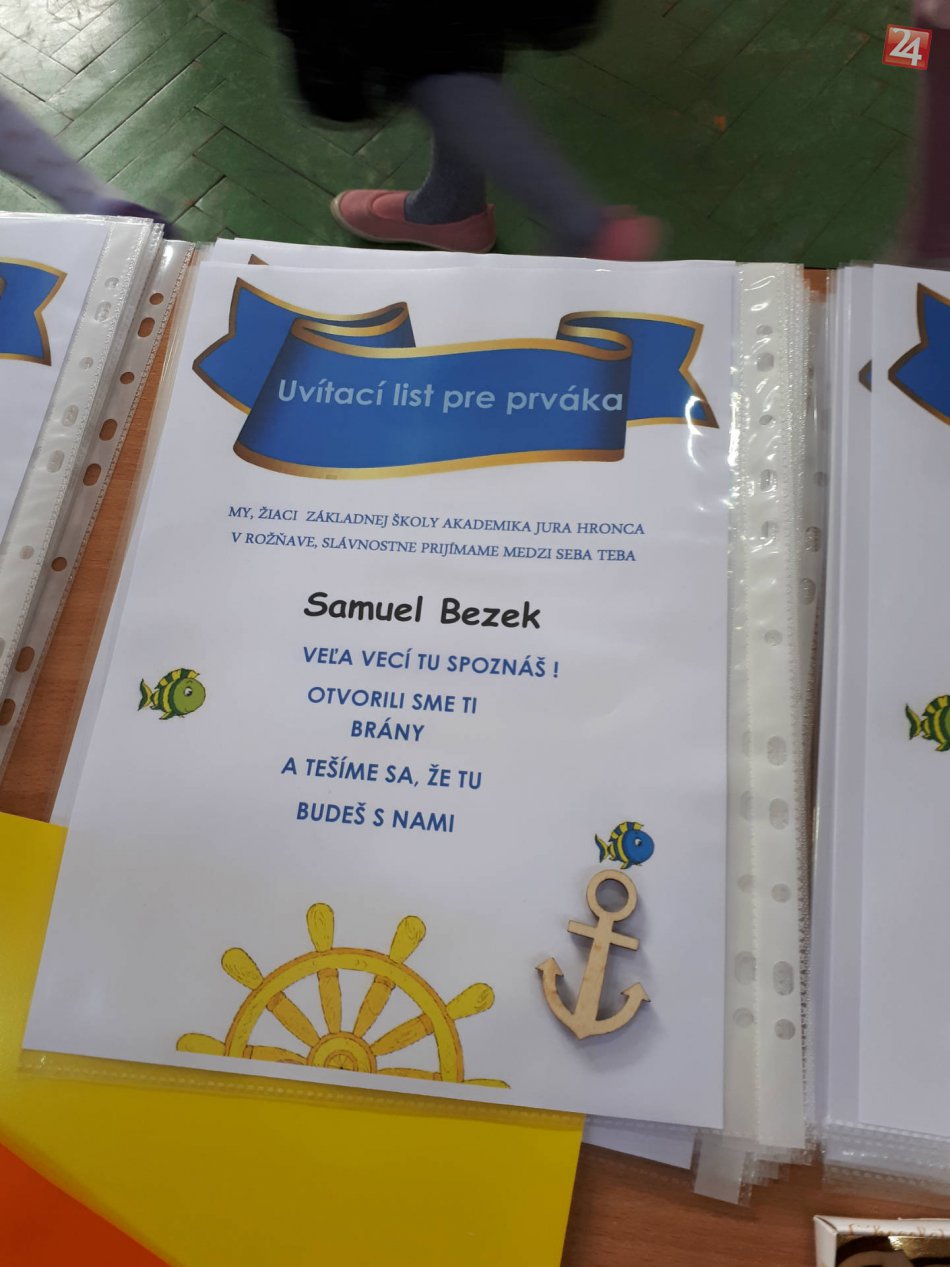 24
Uvítací list pre prváka
MY, ŽIACI ZÁKLADNEJ ŠKOLY AKADEMIKA JURA HRONCA
V ROŽŇAVE, SLÁVNOSTNE PRIJÍMAME MEDZI SEBA TEBA
Samuel Bezek
VEĽA VECÍ TU SPOZNÁŠ !
OTVORILI SME TI
BRÁNY
A TEŠÍME SA, ŽE TU
BUDEŠ S NAMI